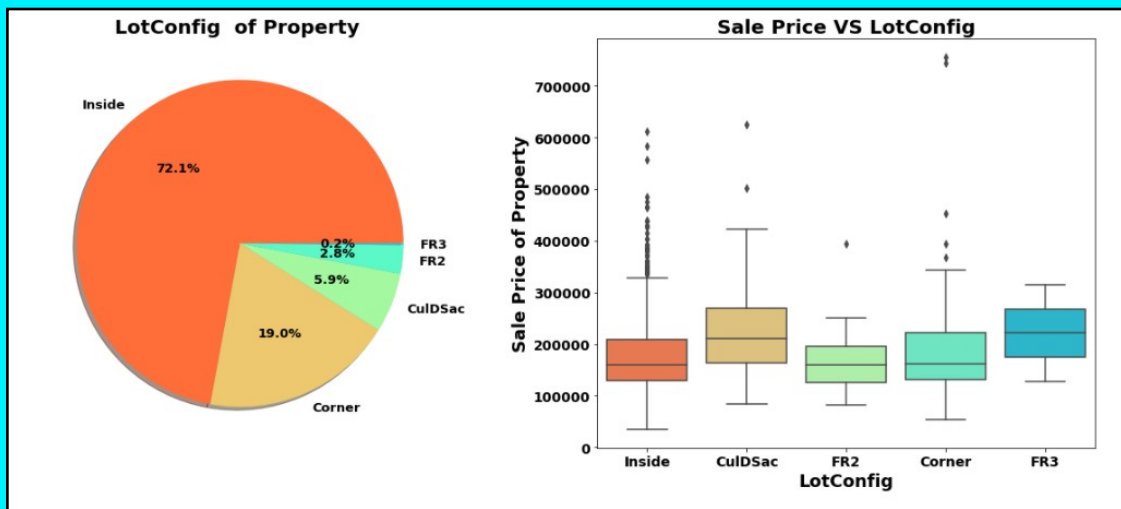 LotConfig  of Property
Inside
72.1%
0.2%
FR3
2.8%
FR2
5.9%
CulDSac
19.0%
Corner
Sale Price VS LotConfig
Sale Price of Property
700000
600000
500000
400000
300000
200000
100000
0
Inside
CulDSac
FR2
Corner
FR3
LotConfig